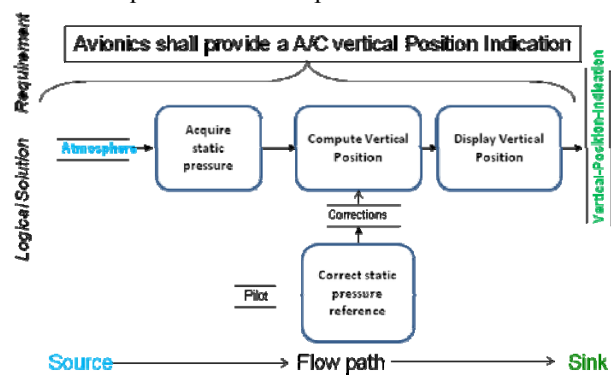 Avionics shall provide a A/C vertical Position Indication
Requirement
Logical Solution
Atmosphere
Acquire
static
pressure
Compute Vertical
Position
Display Vertical
Position
Vertical-Position-Indication
Corrections
Pilot
Correct static
pressure
reference
Source
Flow path
Sink